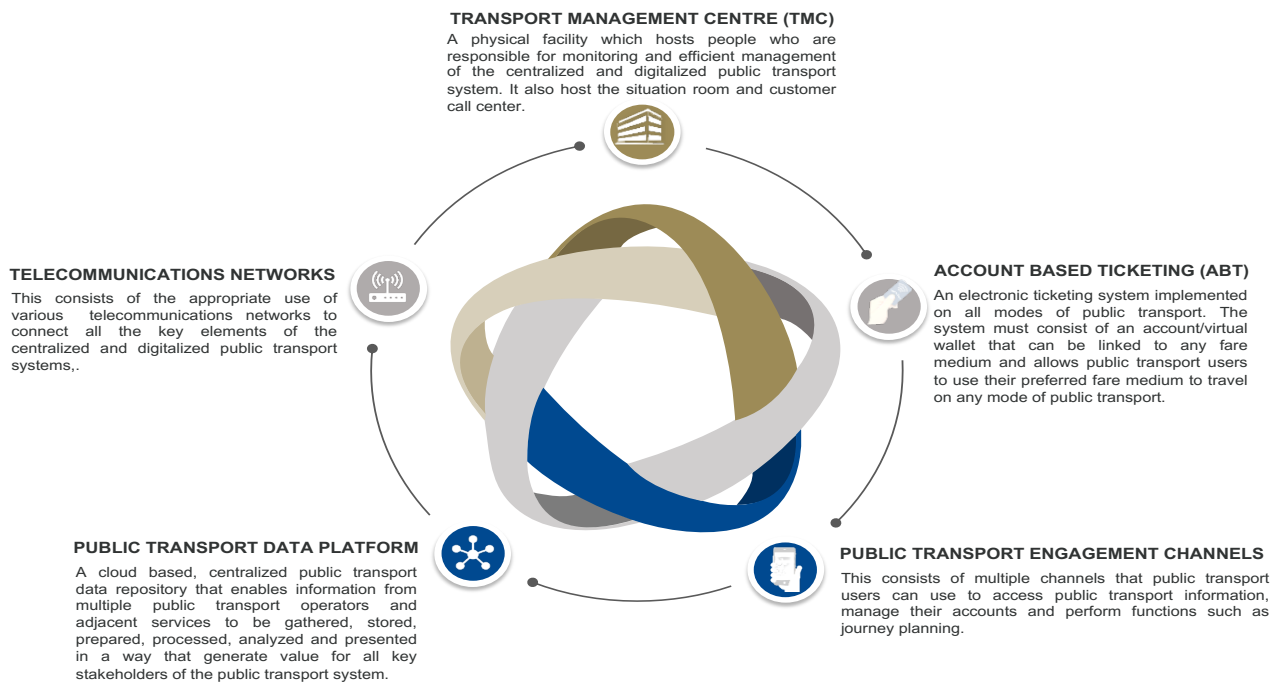 TRANSPORT MANAGEMENT CENTRE (TMC)
A physical facility which hosts people who are
responsible for monitoring and efficient management
of the centralized and digitalized public transport
system. It also host the situation room and customer
call center.
ACCOUNT BASED TICKETING (ABT)
An electronic ticketing system implemented
on all modes of public transport. The
system must consist of an account/virtual
wallet that can be linked to any fare
medium and allows public transport users
to use their preferred fare medium to travel
on any mode of public transport.
PUBLIC TRANSPORT ENGAGEMENT CHANNELS
This consists of multiple channels that public transport
users can use to access public transport information,
manage their accounts and perform functions such as
journey planning.
PUBLIC TRANSPORT DATA PLATFORM
A cloud based, centralized public transport
data repository that enables information from
multiple public transport operators and
adjacent services to be gathered, stored,
prepared, processed, analyzed and presented
in a way that generate value for all key
stakeholders of the public transport system.
TELECOMMUNICATIONS NETWORKS
This consists of the appropriate use of
various telecommunications networks to
connect all the key elements of the
centralized and digitalized public transport
systems,.